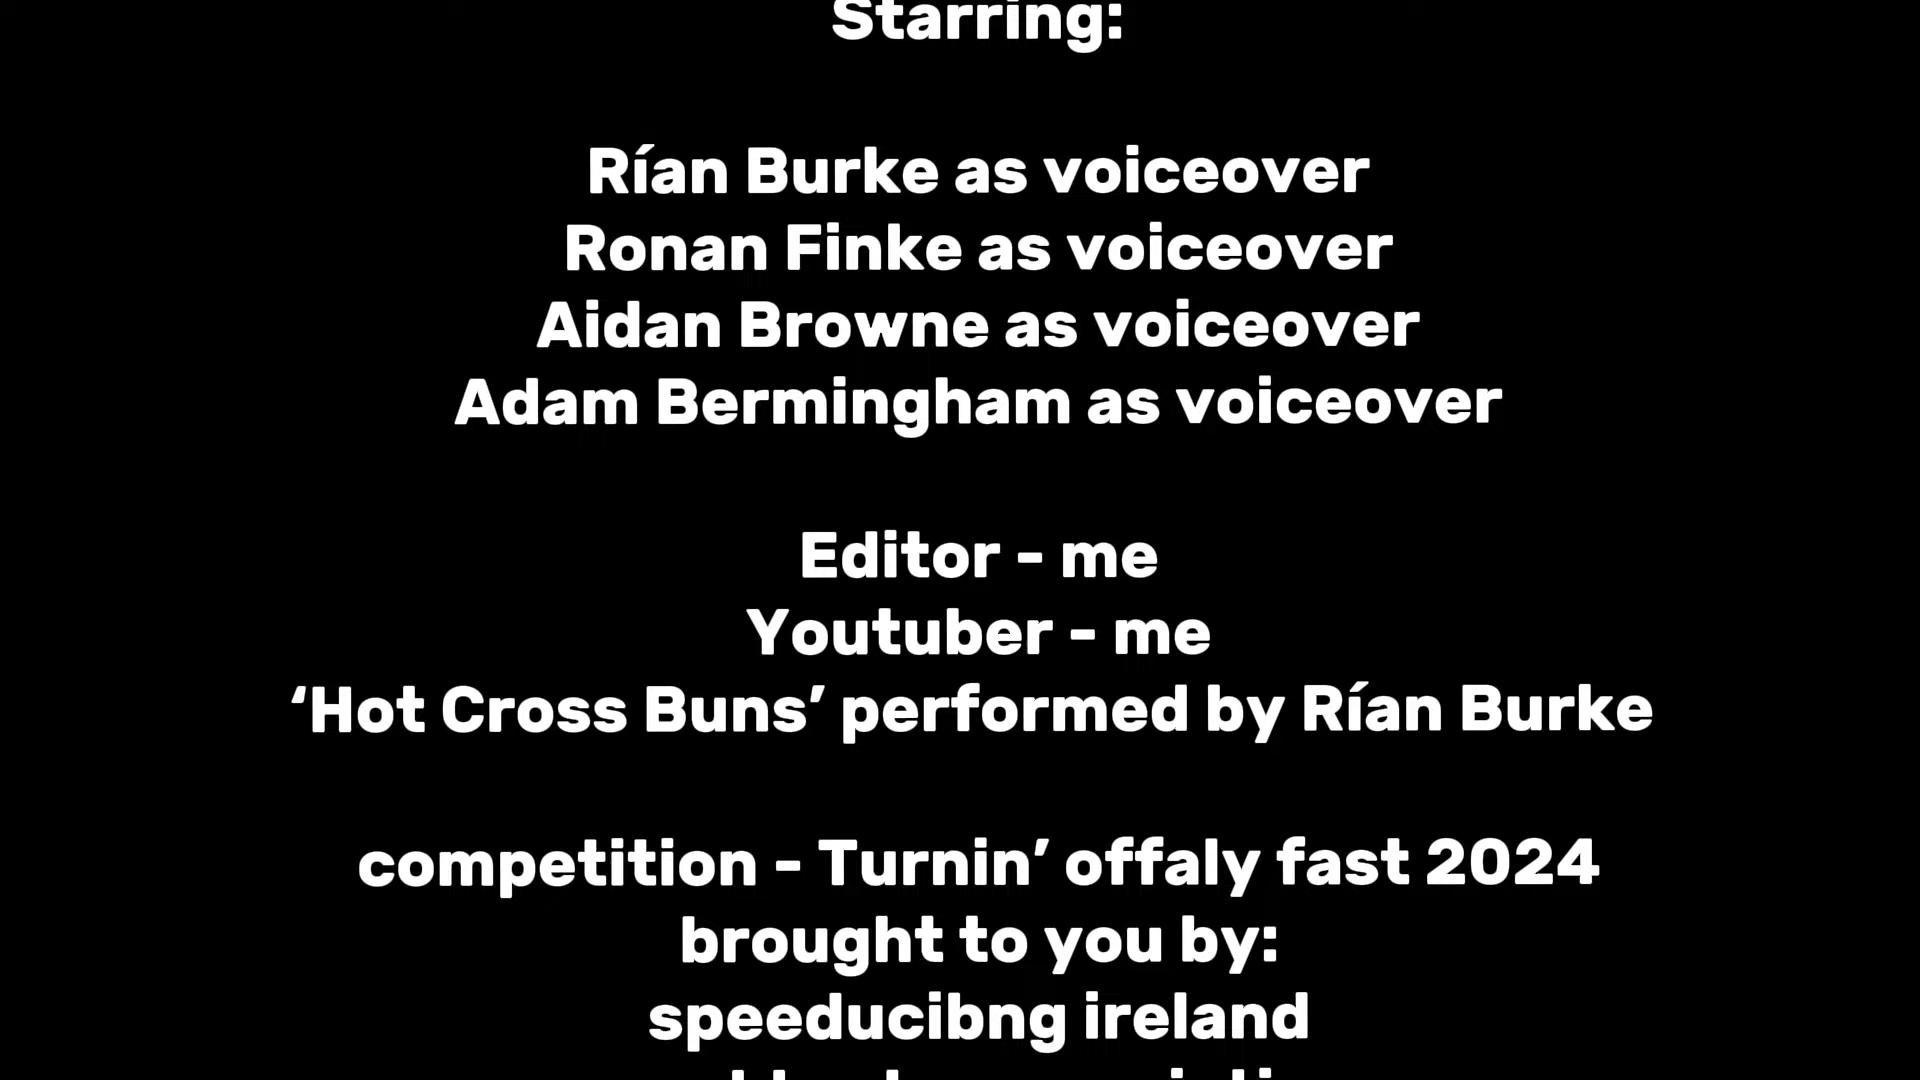 Starring:
Rían Burke as voiceover
Ronan Finke as voiceover
Aidan Browne as voiceover
Adam Bermingham as voiceover
Editor - me
Youtuber - me
‘Hot Cross Buns’ performed by Rían Burke
competition - Turnin’ offaly fast 2024
brought to you by:
speeducibng ireland